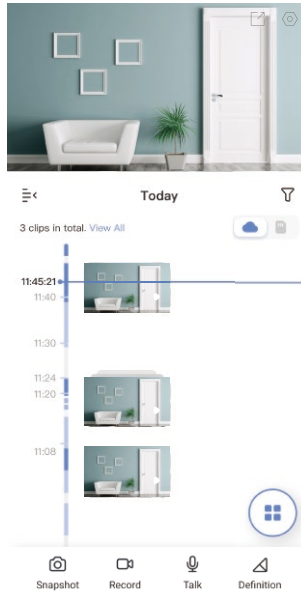 Today
3 clips in total. View All
11:45:21
11:40
11:30
11:24
11:20
11:08
Snapshot Record Talk Definition